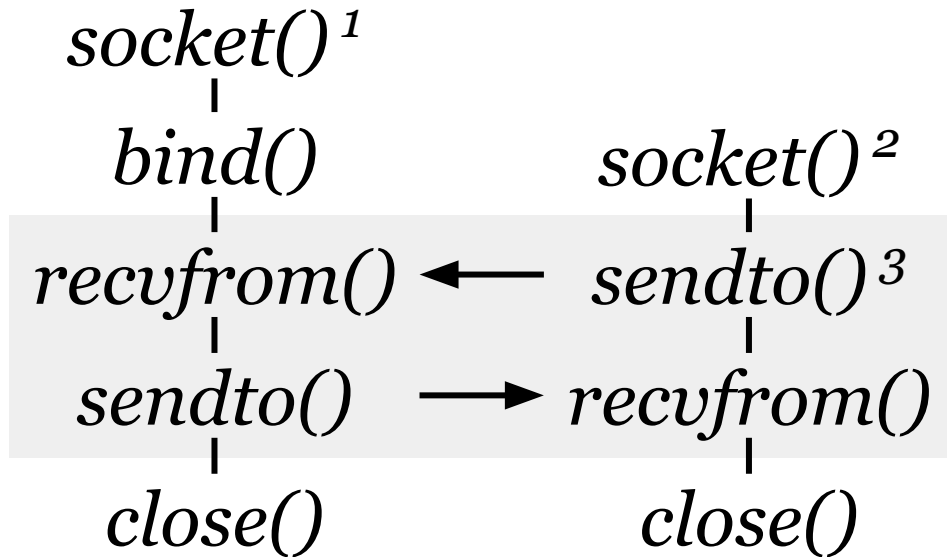 socket()¹
bind() socket()²
recvfrom() sendto()³
sendto() recvfrom()
close() close()